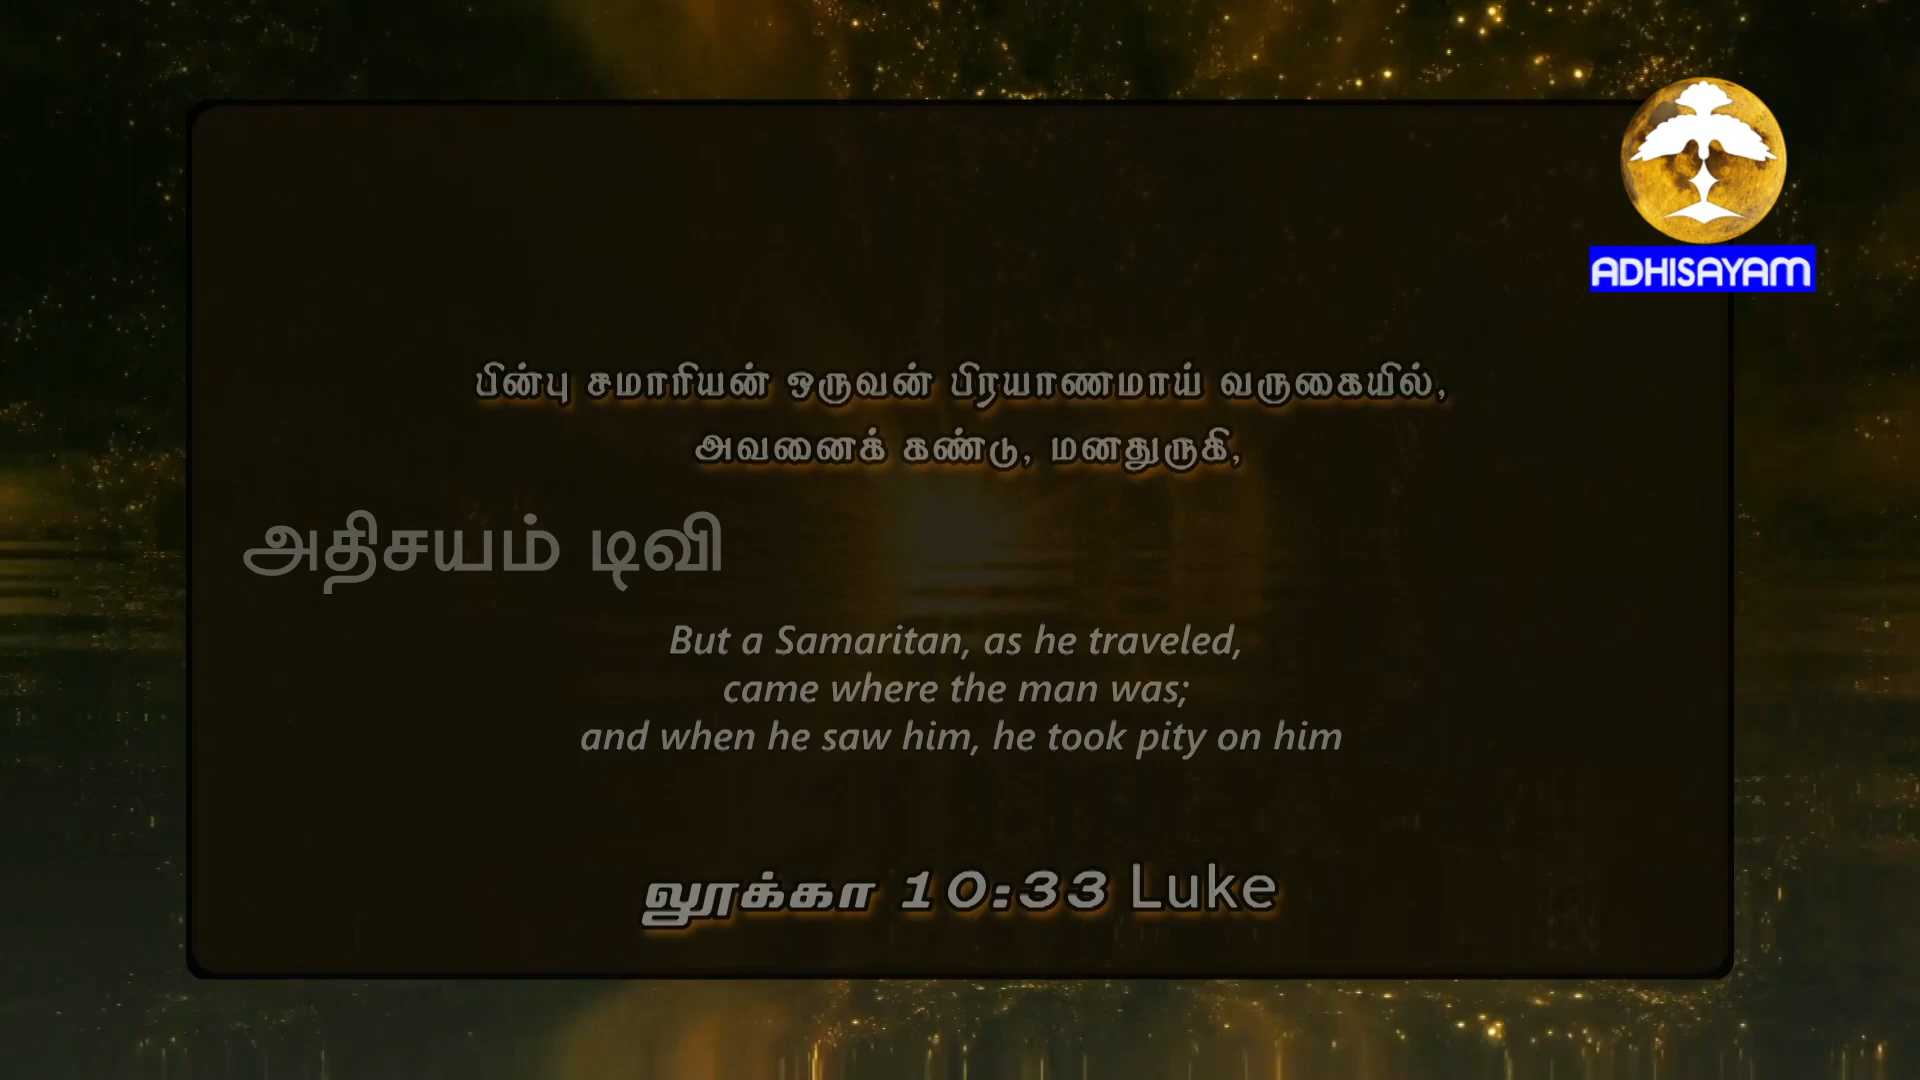 ADHISAYAM
பின்பு சமாரியன் ஒருவன் பிரயாணமாய் வருகையில்,
அவனைக் கண்டு, மனதுருகி,
அதிசயம் டிவி
But a Samaritan, as he traveled,
came where the man was;
and when he saw him, he took pity on him
லூக்கா 10:33 Luke